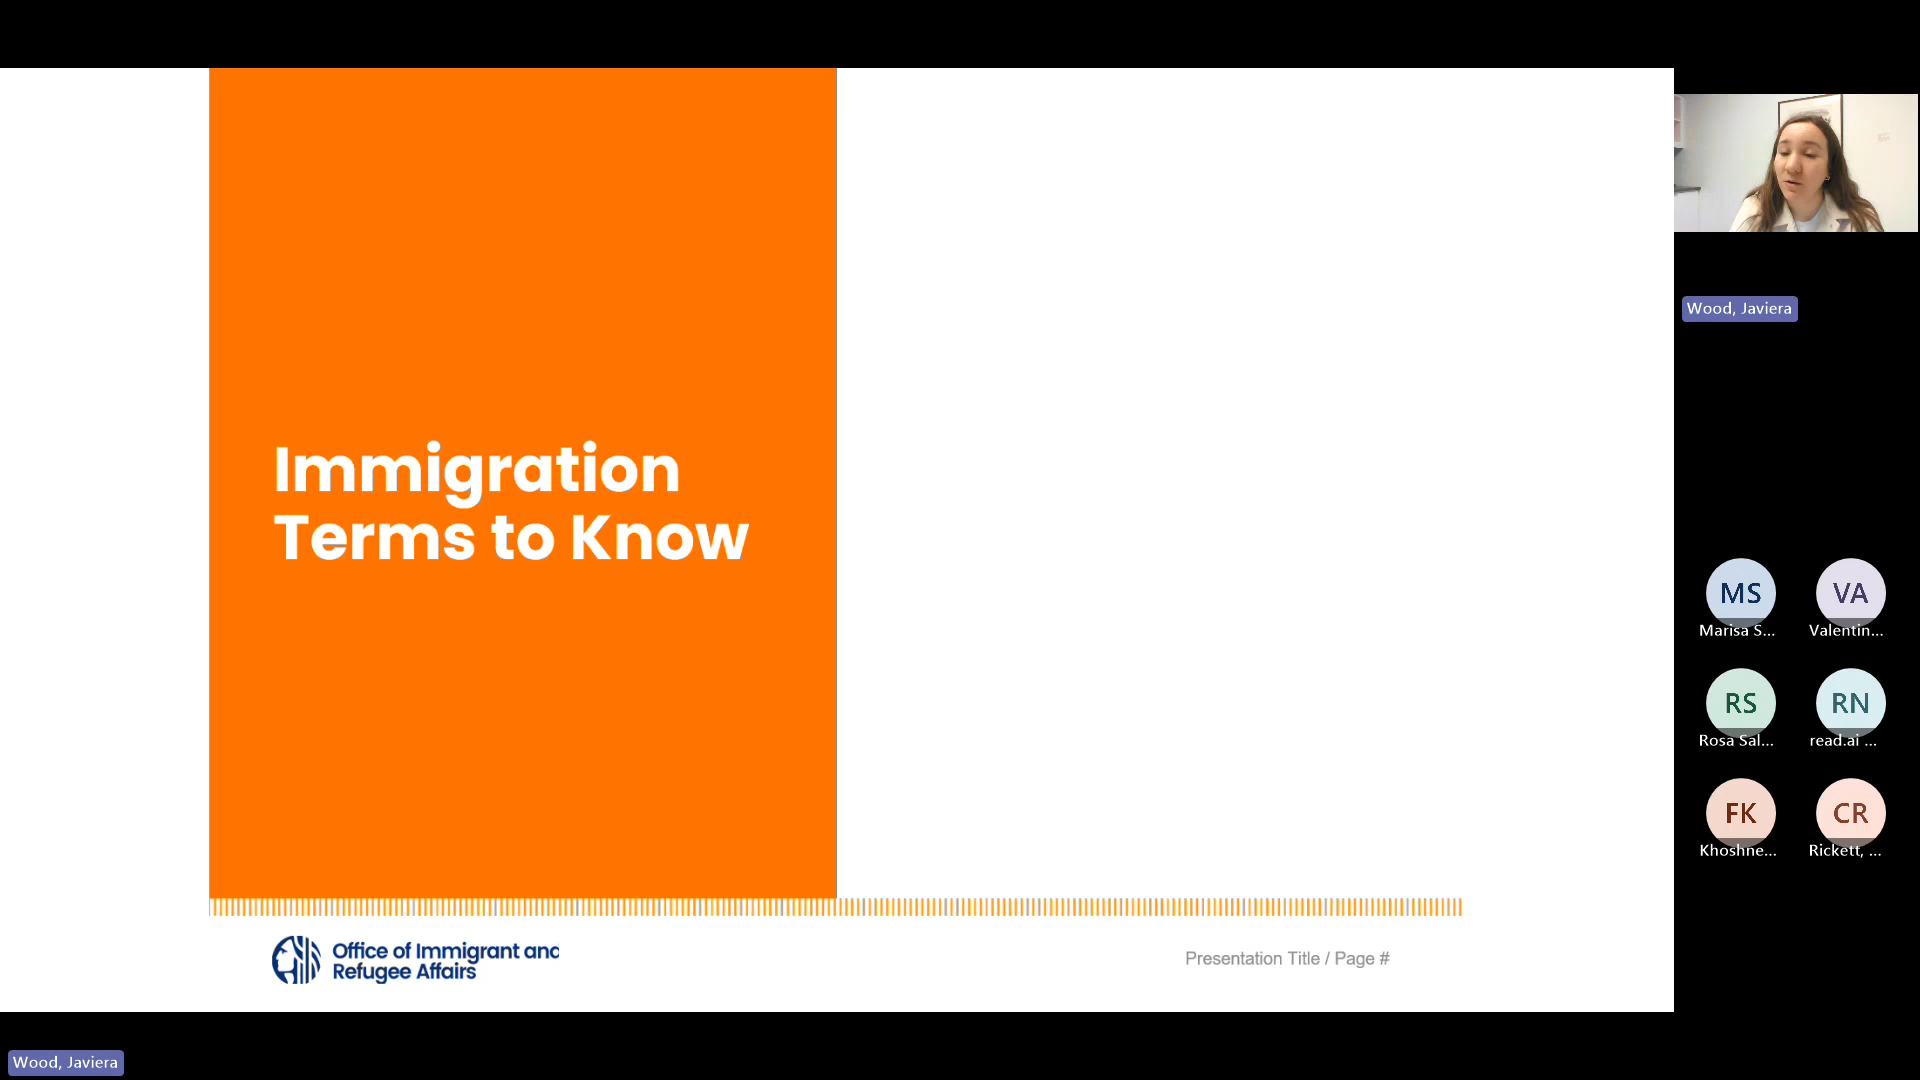 Immigration
Terms to Know
Office of Immigrant and
Refugee Affairs
Presentation Title / Page #
Wood, Javiera
MS
VA
Marisa S...
Valentin...
RS
RN
Rosa Sal...
read.ai ...
FK
CR
Khoshne...
Rickett, ...
Wood, Javiera